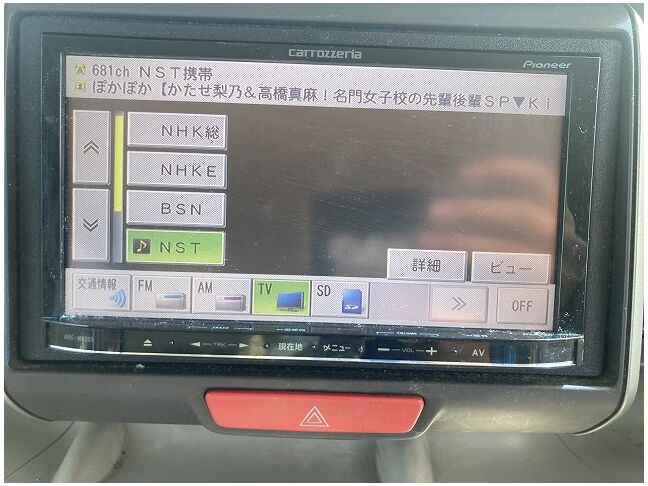 carrozzeria
Pioneer
681ch NST携帯
ぽかぽか【かたせ梨乃&高橋真麻!名門女子校の先輩後輩SP▼Ki
NHK総
NHKE
BSN
NST
詳細
ビュー
交通情報
FM
AM
TV
SD
OFF
TRK
現在地
メニュー
VOL
AV